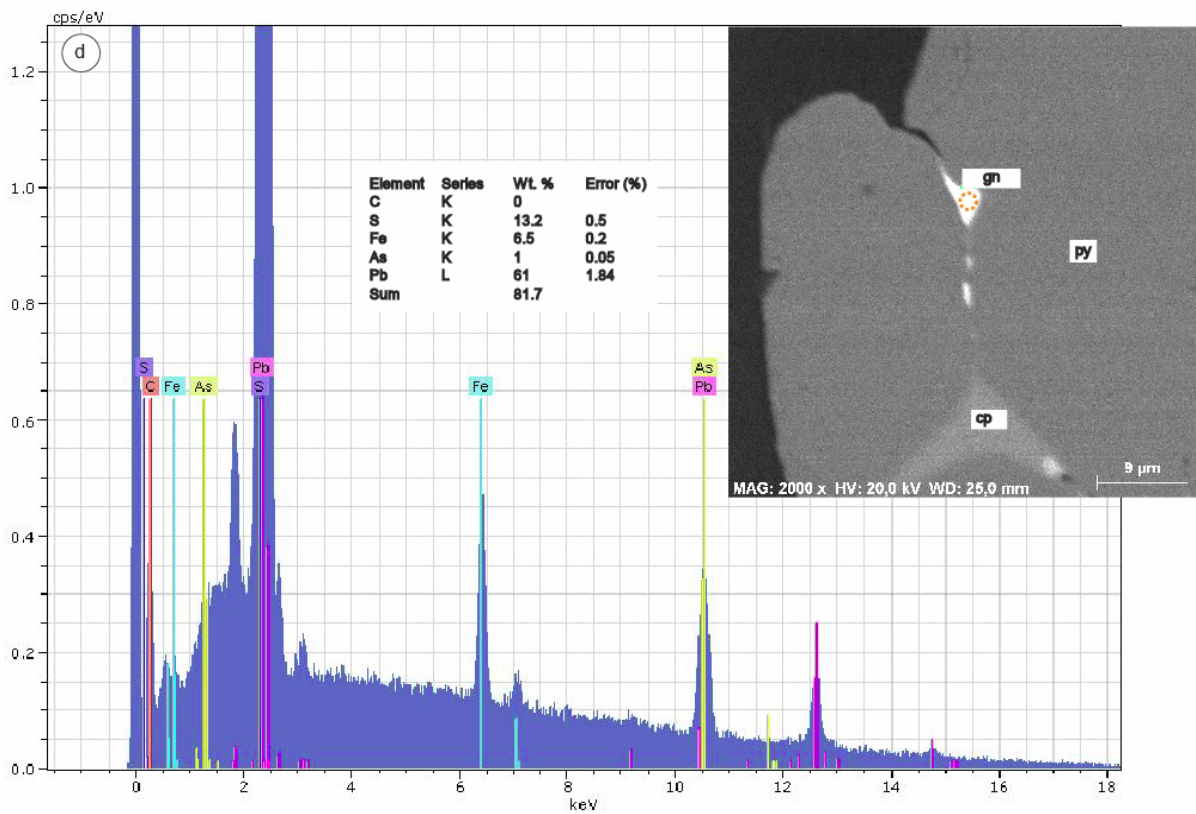 cps/eV
d
1.2
1.0
0.8
0.6
0.4
0.2
0.0
Element Series Wt. % Error (%)
C K 0
S K 13.2 0.5
Fe K 6.5 0.2
As K 1 0.05
Pb L 61 1.84
Sum 81.7
S Pb As
C Fe As S Fe Pb
gn
py
cp
9 µm
MAG: 2000 x HV: 20,0 kV WD: 25,0 mm
0 2 4 6 8 10 12 14 16 18
keV